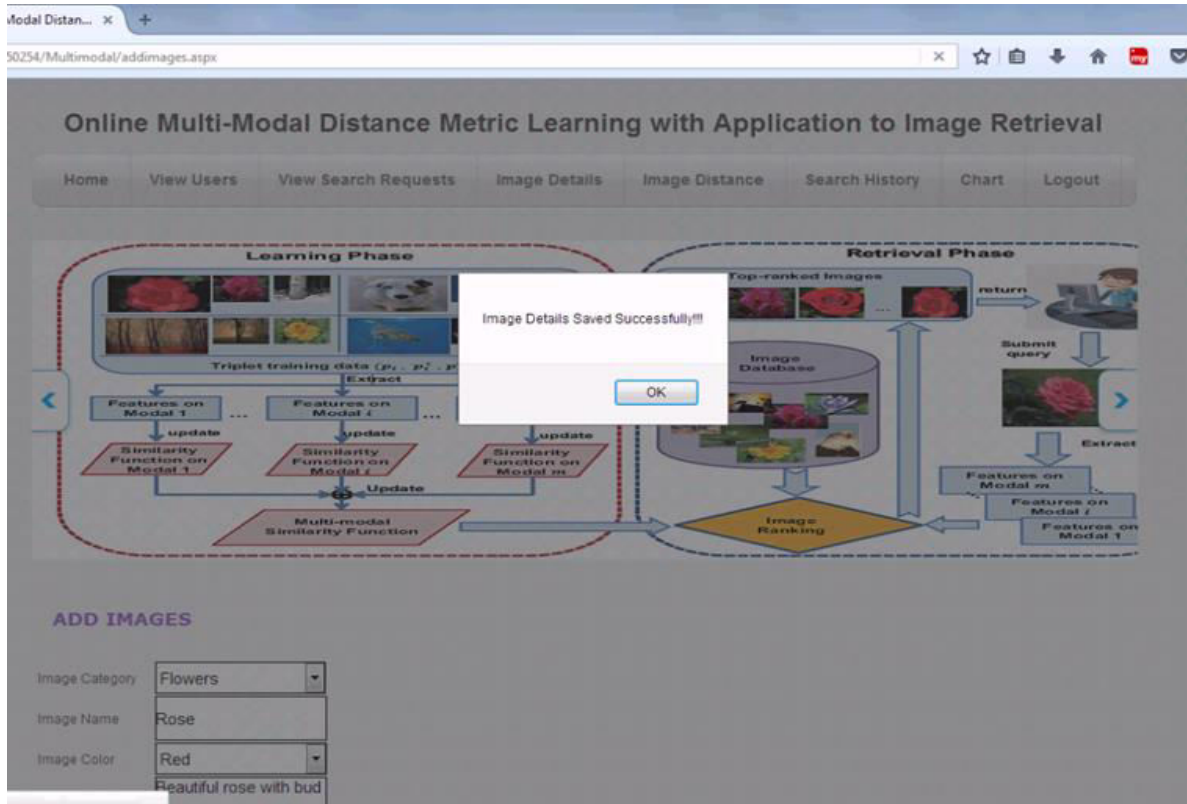 Modal Distan... × +
50254/Multimodal/addimages.aspx
my
Online Multi-Modal Distance Metric Learning with Application to Image Retrieval
Home View Users View Search Requests Image Details Image Distance Search History Chart Logout
Learning Phase
Triplet training data
Extract
Features on Modal 1 ... Features on Modal i ...
update update update
Similarity Function on Modal 1
Similarity Function on Modal i
Similarity Function on Modal m
Update
Multi-modal Similarity Function
Retrieval Phase
Top-ranked Images
...
return
Submit query
Image Database
Extract
Features on Modal m
Features on Modal i
Features on Modal 1
Image Ranking
Image Details Saved Successfully!!!!
OK
ADD IMAGES
Image Category Flowers
Image Name Rose
Image Color Red
Beautiful rose with bud